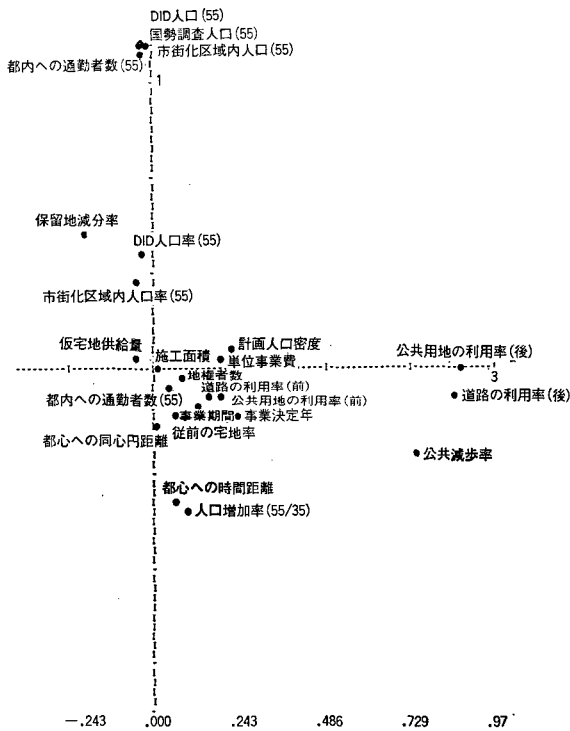 DID人口(55)
国勢調査人口(55)
市街化区域内人口(55)
都内への通勤者数(55)
1
保留地減分率
DID人口率(55)
市街化区域内人口率(55)
仮宅地供給量
施工面積
計画人口密度
単位事業費
公共用地の利用率(後)
3
地権者数
道路の利用率(前)
道路の利用率(後)
都内への通勤者数(55)
公共用地の利用率(前)
事業期間
事業決定年
都心への同心円距離
従前の宅地率
公共減歩率
都心への時間距離
人口増加率(55/35)
−.243 .000 .243 .486 .729 .97